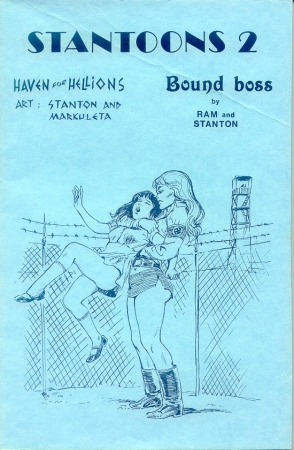 STANTOONS 2
HAVEN FOR HELLIONS
ART : STANTON AND
MARKULETA
Bound boss
by
RAM and
STANTON